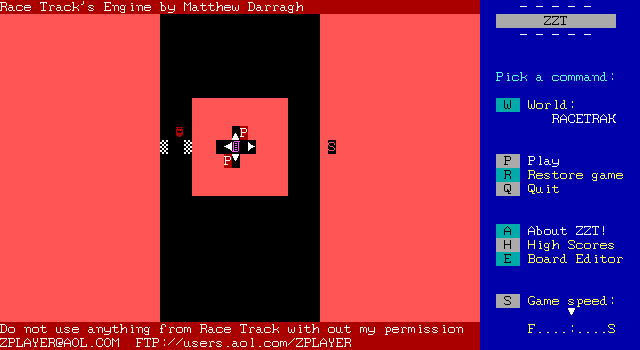 Race Track's Engine by Matthew Darragh
ZZT
Pick a command:
W World:
RACETRAK
P Play
R Restore game
Q Quit
A About ZZT!
H High Scores
E Board Editor
S Game speed:
F....:....S
P
S
P
Do not use anything from Race Track with out my permission
ZPLAYER@AOL.COM FTP://users.aol.com/ZPLAYER